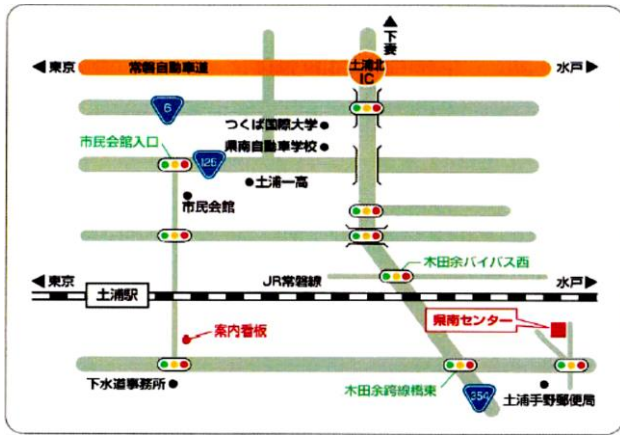 下妻
東京
常磐自動車道
土浦北
IC
水戸
6
つくば国際大学
市民会館入口
県南自動車学校
125
土浦一高
市民会館
木田余バイパス西
東京
JR常磐線
水戸
土浦駅
県南センター
案内看板
下水道事務所
木田余跨線橋東
354
土浦手野郵便局